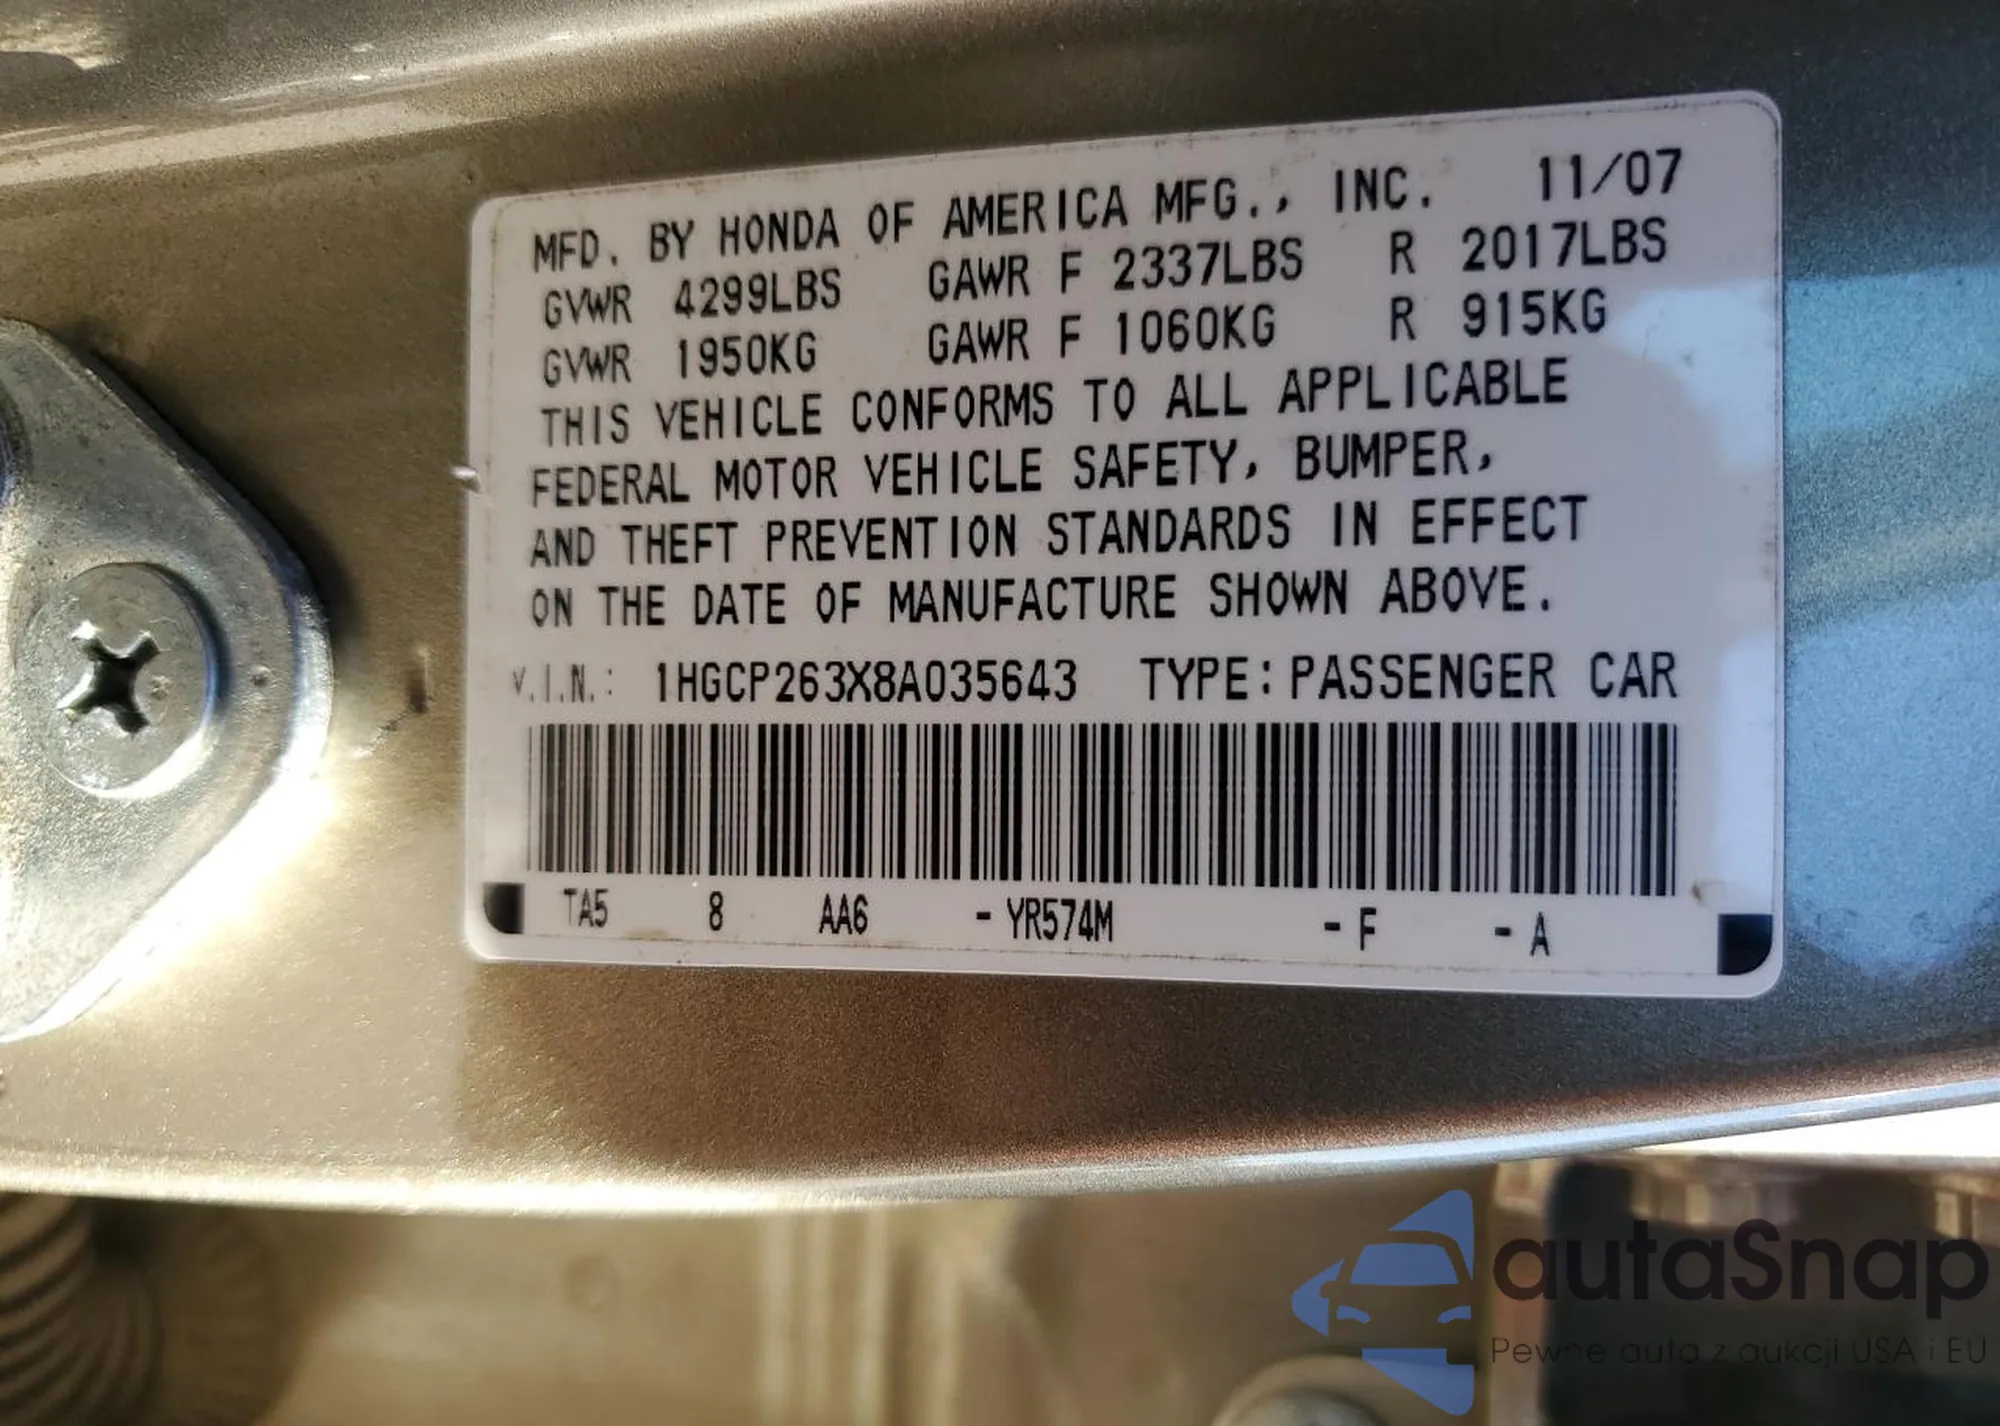 MFD. BY HONDA OF AMERICA MFG., INC. 11/07
GVWR 4299LBS GAWR F 2337LBS R 2017LBS
GVWR 1950KG GAWR F 1060KG R 915KG
THIS VEHICLE CONFORMS TO ALL APPLICABLE
FEDERAL MOTOR VEHICLE SAFETY, BUMPER,
AND THEFT PREVENTION STANDARDS IN EFFECT
ON THE DATE OF MANUFACTURE SHOWN ABOVE.
V.I.N.: 1HGCP263X8A035643 TYPE: PASSENGER CAR
TA5 8 AA6 - YR574M - F - A
autaSnap
Pewne auta z aukcji USA i EU